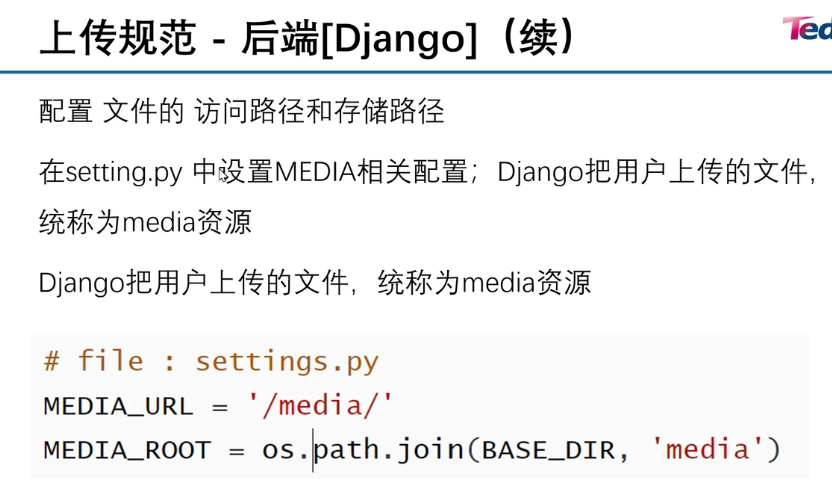 上传规范 - 后端[Django]（续）
Ted
配置 文件的 访问路径和存储路径
在setting.py 中设置MEDIA相关配置；Django把用户上传的文件，
统称为media资源
Django把用户上传的文件，统称为media资源
# file : settings.py
MEDIA_URL = '/media/'
MEDIA_ROOT = os.path.join(BASE_DIR, 'media')